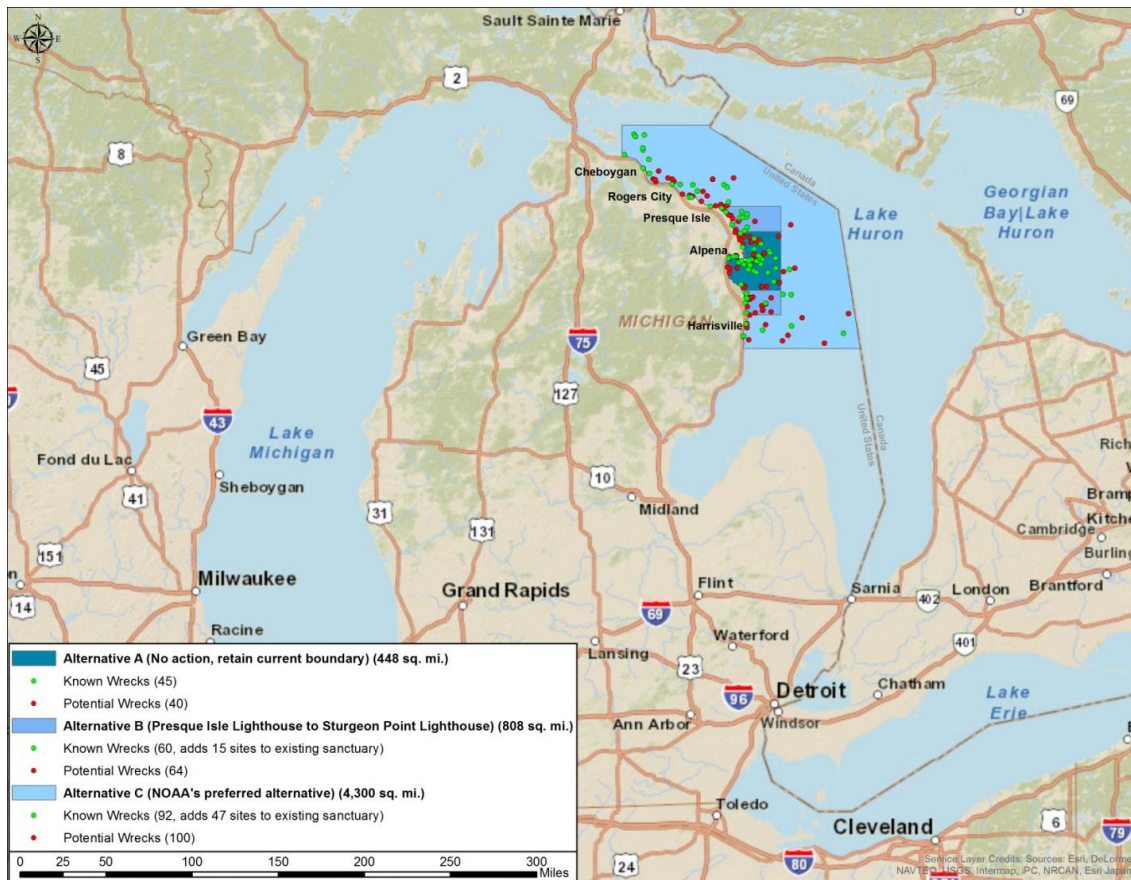 N
W
E
S
Sault Sainte Marie
2
69
8
Cheboygan
Rogers City
Presque Isle
Alpena
Harrisville
Canada
United States
Lake
Huron
Georgian
Bay|Lake
Huron
MICHIGAN
Green Bay
75
45
127
43
Lake
Michigan
Canada
United States
Fond du Lac
Sheboygan
10
41
31
131
Midland
151
Cambridge
Milwaukee
Grand Rapids
Flint
Sarnia
London
Brantford
14
402
69
Racine
Waterford
401
Lansing
23
96
Detroit
Windsor
Chatham
Lake
Erie
Ann Arbor
Toledo
Cleveland
6
79
24
80
Alternative A (No action, retain current boundary) (448 sq. mi.)
Known Wrecks (45)
Potential Wrecks (40)
Alternative B (Presque Isle Lighthouse to Sturgeon Point Lighthouse) (808 sq. mi.)
Known Wrecks (60, adds 15 sites to existing sanctuary)
Potential Wrecks (64)
Alternative C (NOAA's preferred alternative) (4,300 sq. mi.)
Known Wrecks (92, adds 47 sites to existing sanctuary)
Potential Wrecks (100)
0 25 50 100 150 200 250 300
Miles
Service Layer Credits: Sources: Esri, DeLorme
NAVTEQ, USGS, Intermap, iPC, NRCAN, Esri Japan